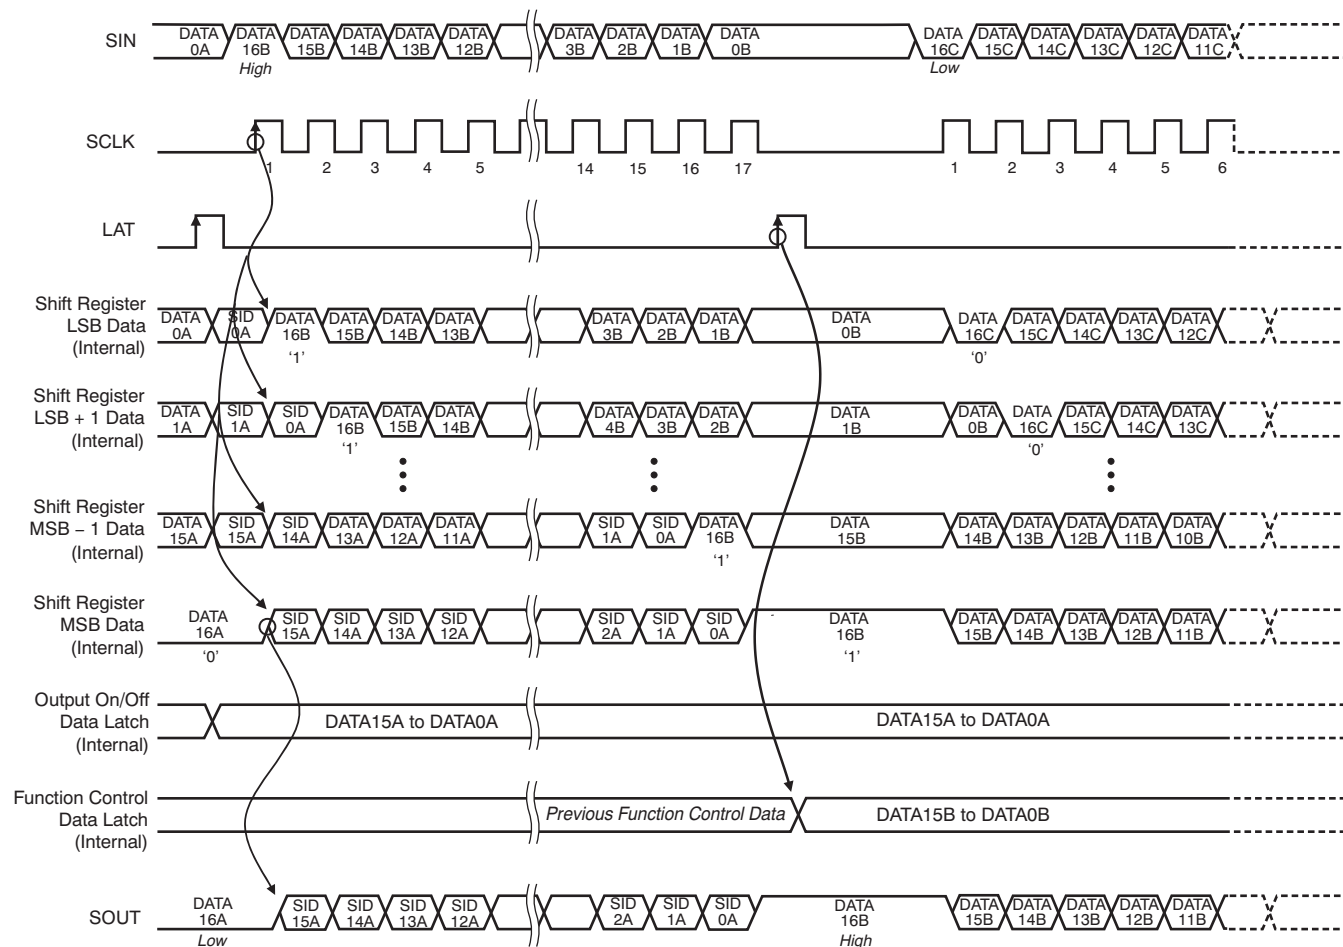 SIN
DATA 0A
DATA 16B
High
DATA 15B
DATA 14B
DATA 13B
DATA 12B
DATA 3B
DATA 2B
DATA 1B
DATA 0B
DATA 16C
Low
DATA 15C
DATA 14C
DATA 13C
DATA 12C
DATA 11C
SCLK
1 2 3 4 5 14 15 16 17 1 2 3 4 5 6
LAT
Shift Register
LSB Data
(Internal)
DATA 0A
SID 0A
DATA 16B
'1'
DATA 15B
DATA 14B
DATA 13B
DATA 3B
DATA 2B
DATA 1B
DATA 0B
DATA 16C
'0'
DATA 15C
DATA 14C
DATA 13C
DATA 12C
Shift Register
LSB + 1 Data
(Internal)
DATA 1A
SID 1A
SID 0A
DATA 16B
'1'
DATA 15B
DATA 14B
DATA 4B
DATA 3B
DATA 2B
DATA 1B
DATA 0B
DATA 16C
'0'
DATA 15C
DATA 14C
DATA 13C
Shift Register
MSB − 1 Data
(Internal)
DATA 15A
SID 15A
SID 14A
DATA 13A
DATA 12A
DATA 11A
SID 1A
SID 0A
DATA 16B
'1'
DATA 15B
DATA 14B
DATA 13B
DATA 12B
DATA 11B
DATA 10B
Shift Register
MSB Data
(Internal)
DATA 16A
'0'
SID 15A
SID 14A
SID 13A
SID 12A
SID 2A
SID 1A
SID 0A
DATA 16B
'1'
DATA 15B
DATA 14B
DATA 13B
DATA 12B
DATA 11B
Output On/Off
Data Latch
(Internal)
DATA15A to DATA0A
DATA15A to DATA0A
Function Control
Data Latch
(Internal)
Previous Function Control Data
DATA15B to DATA0B
SOUT
DATA 16A
Low
SID 15A
SID 14A
SID 13A
SID 12A
SID 2A
SID 1A
SID 0A
DATA 16B
High
DATA 15B
DATA 14B
DATA 13B
DATA 12B
DATA 11B